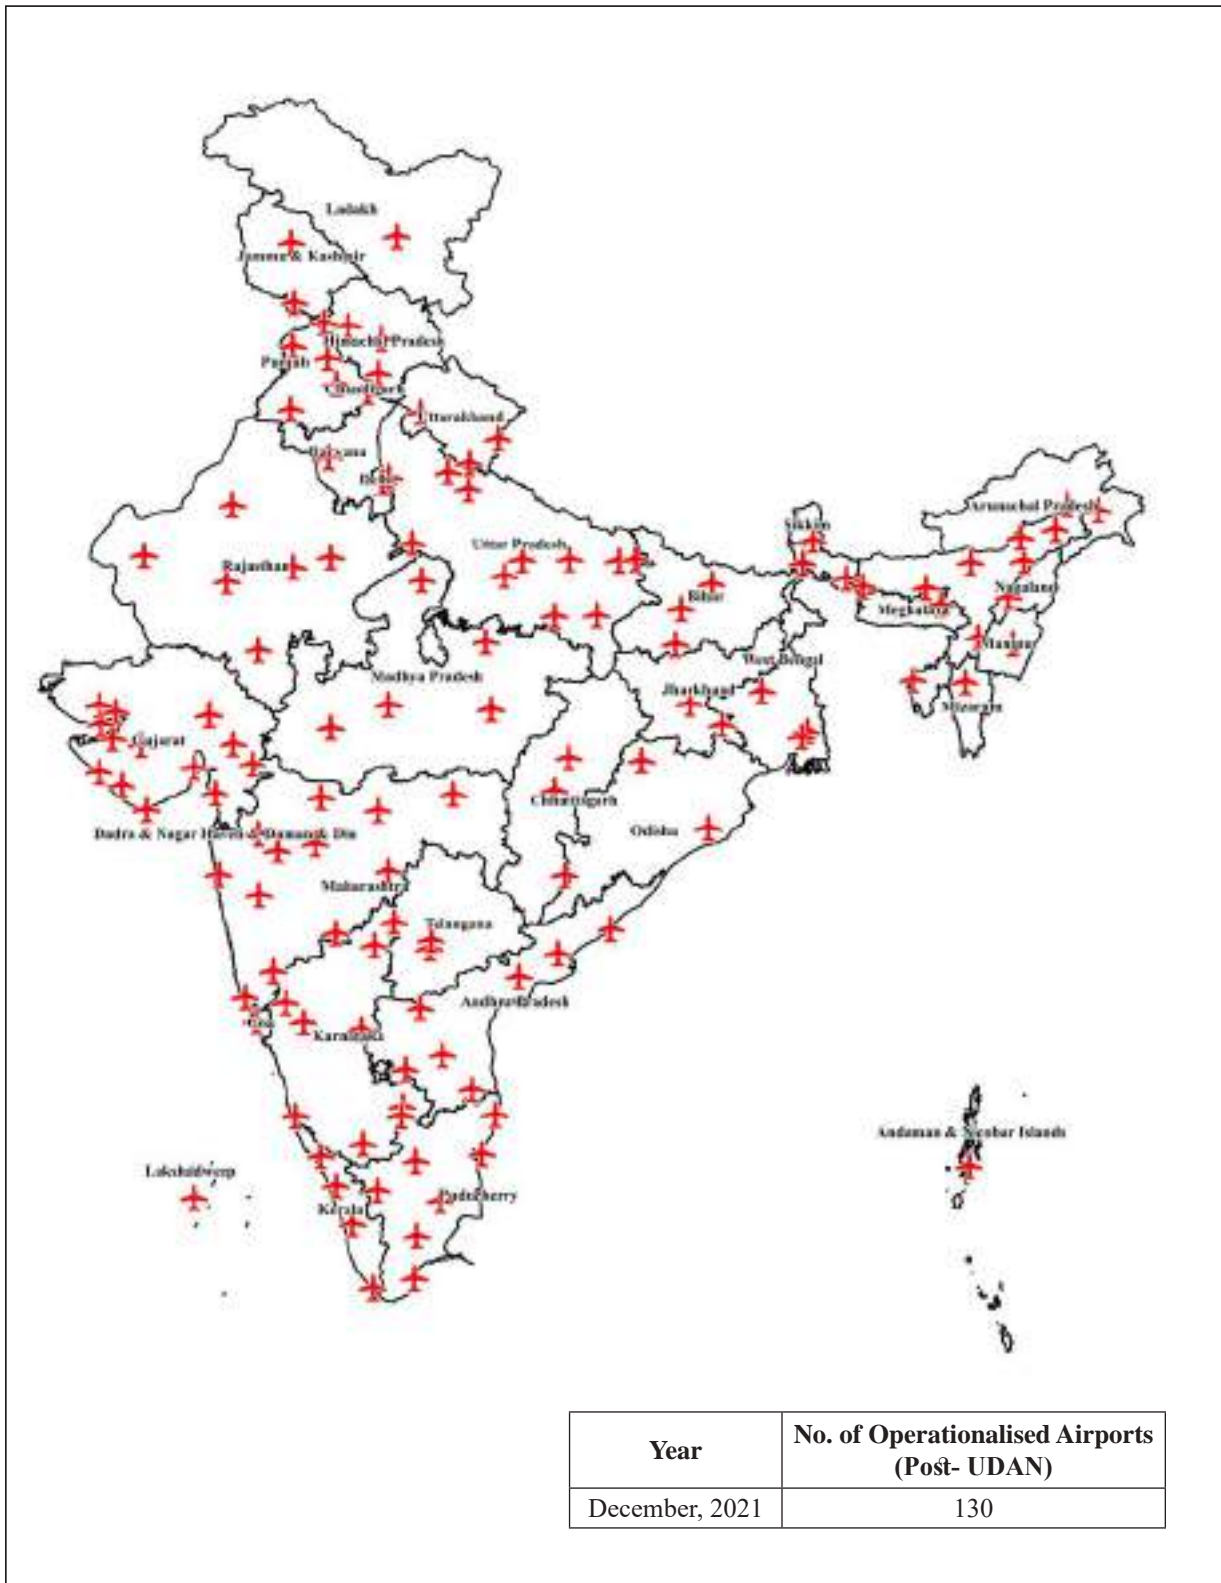 Ladakh
Jammu & Kashmir
Himachal Pradesh
Punjab
Chandigarh
Uttarakhand
Haryana
Delhi
Arunachal Pradesh
Sikkim
Uttar Pradesh
Rajasthan
Nagaland
Bihar
Meghalaya
Manipur
West Bengal
Madhya Pradesh
Jharkhand
Mizoram
Gujarat
Chhattisgarh
Odisha
Dadra & Nagar Haveli & Daman & Diu
Maharashtra
Telangana
Andhra Pradesh
Goa
Karnataka
Andaman & Nicobar Islands
Lakshadweep
Puducherry
Kerala
Year
No. of Operationalised Airports
(Post- UDAN)
December, 2021
130